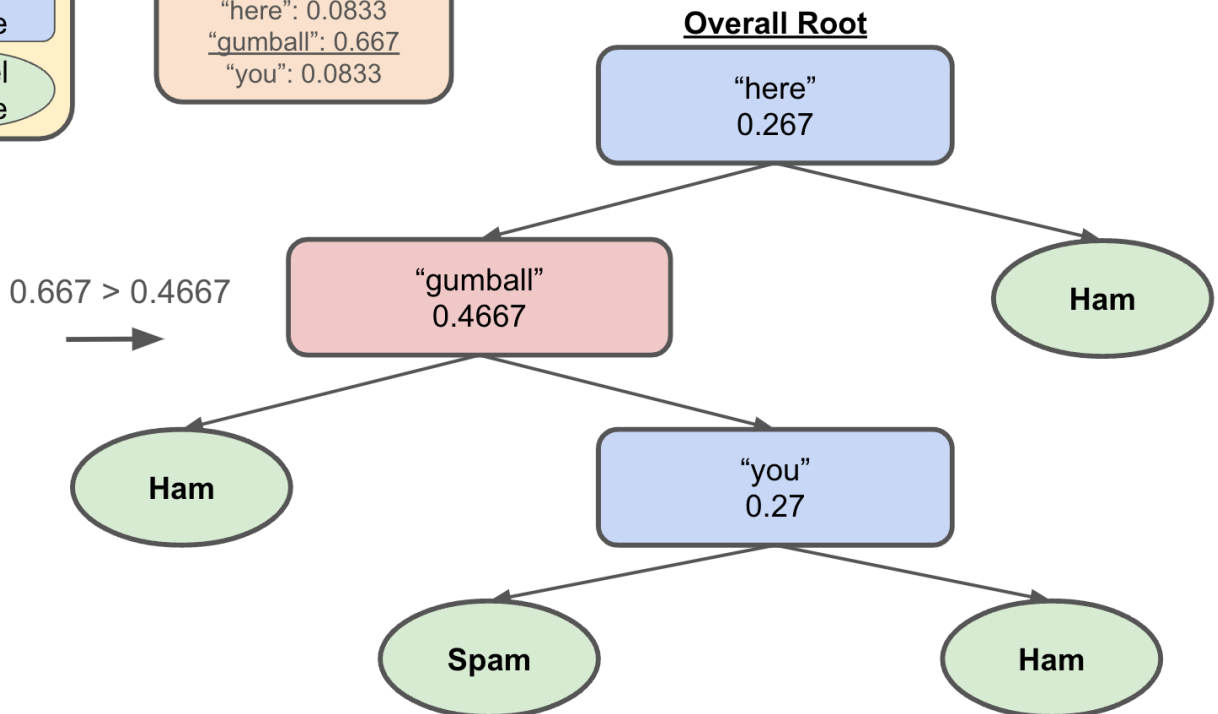 e
el
e
“here”: 0.0833
“gumball”: 0.667
“you”: 0.0833
Overall Root
“here”
0.267
0.667 > 0.4667
“gumball”
0.4667
Ham
Ham
“you”
0.27
Spam
Ham